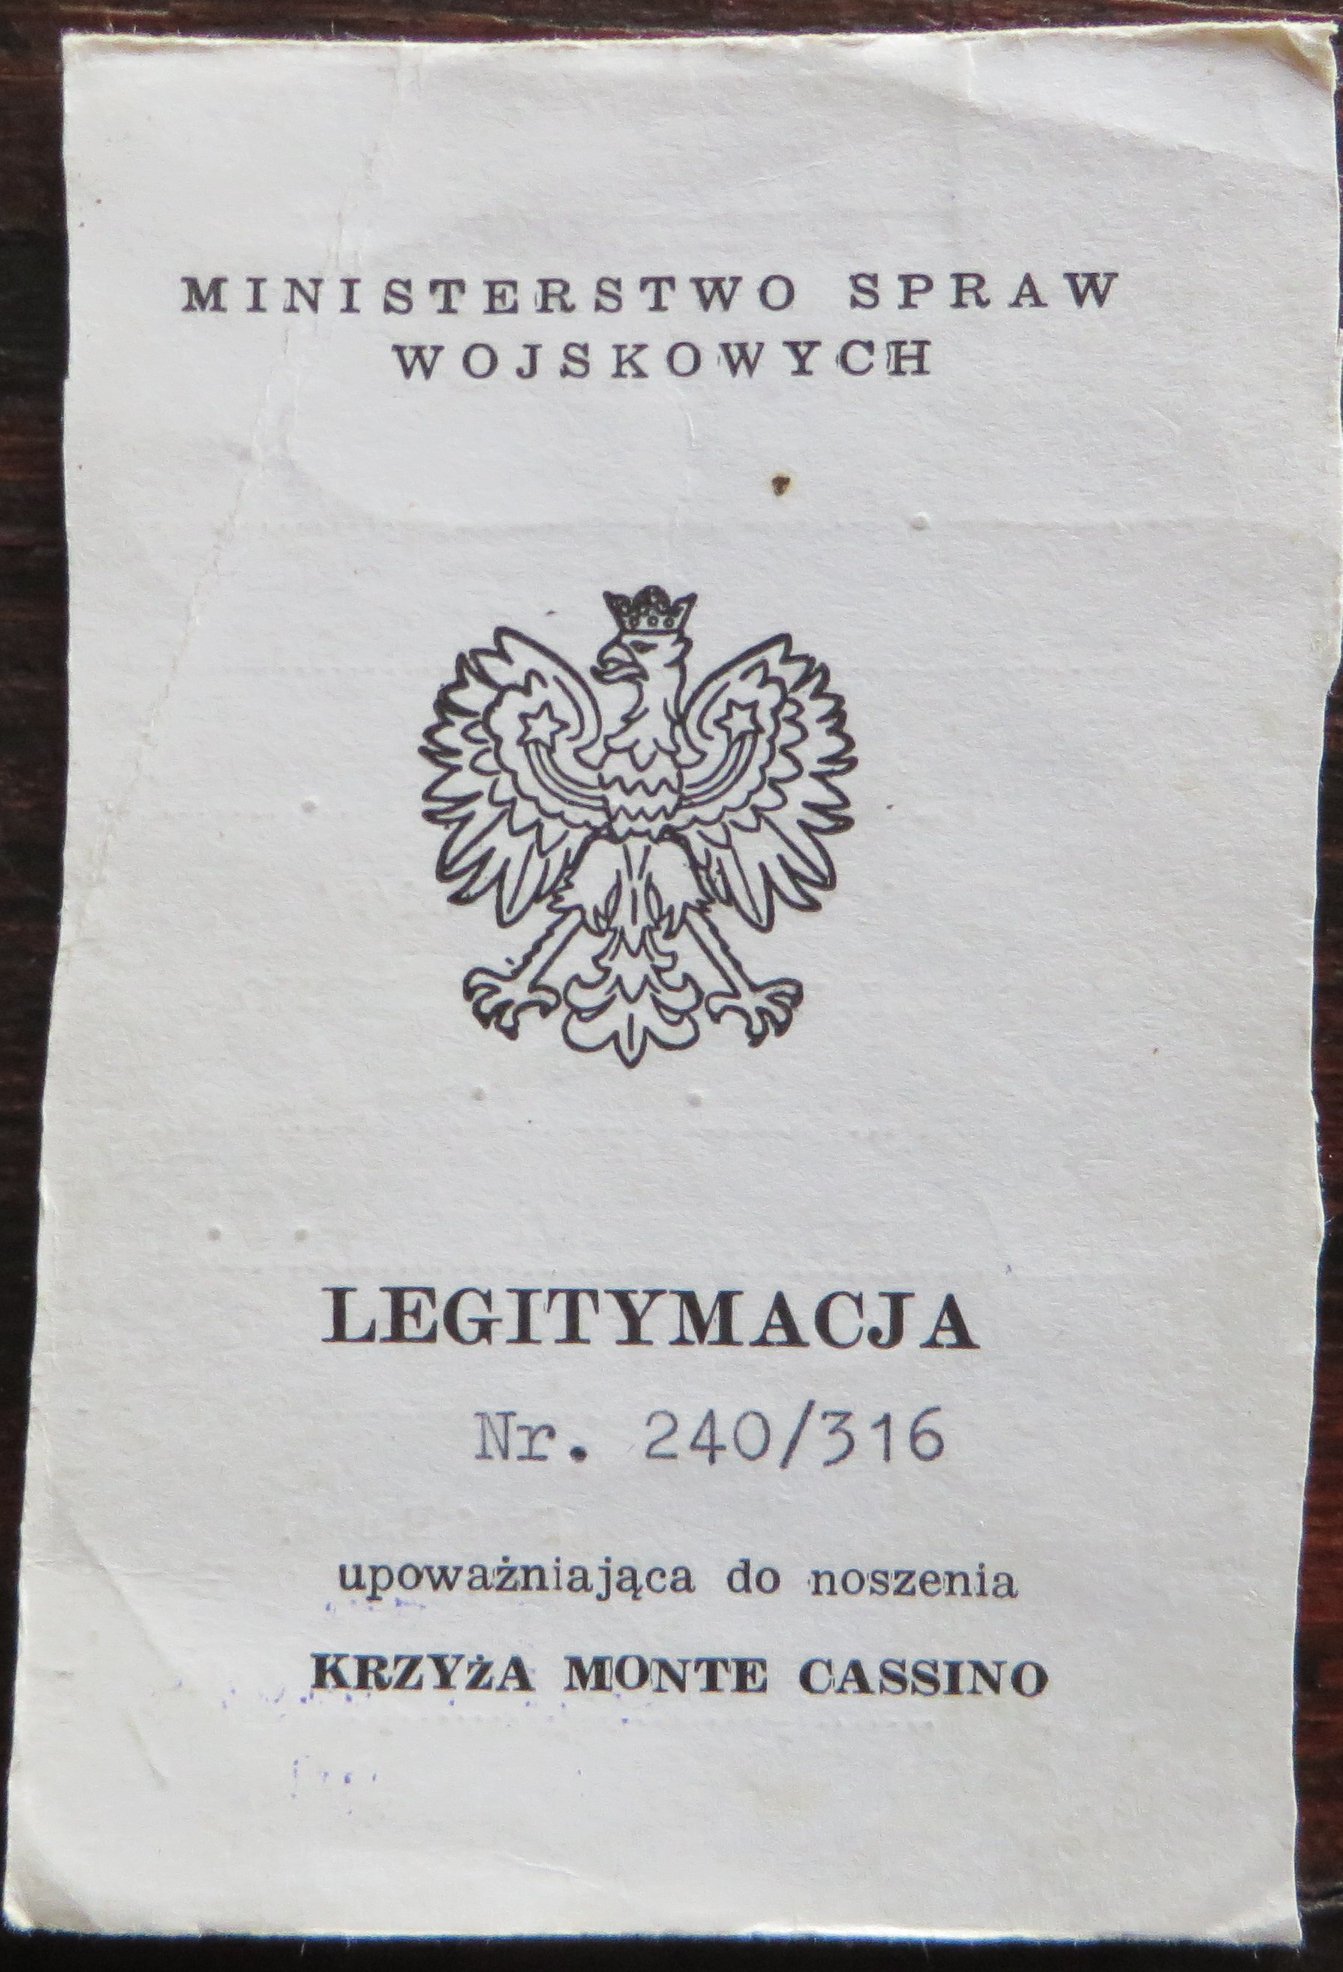 MINISTERSTWO SPRAW
WOJSKOWYCH
LEGITYMACJA
Nr. 240/316
upoważniająca do noszenia
KRZYŻA MONTE CASSINO